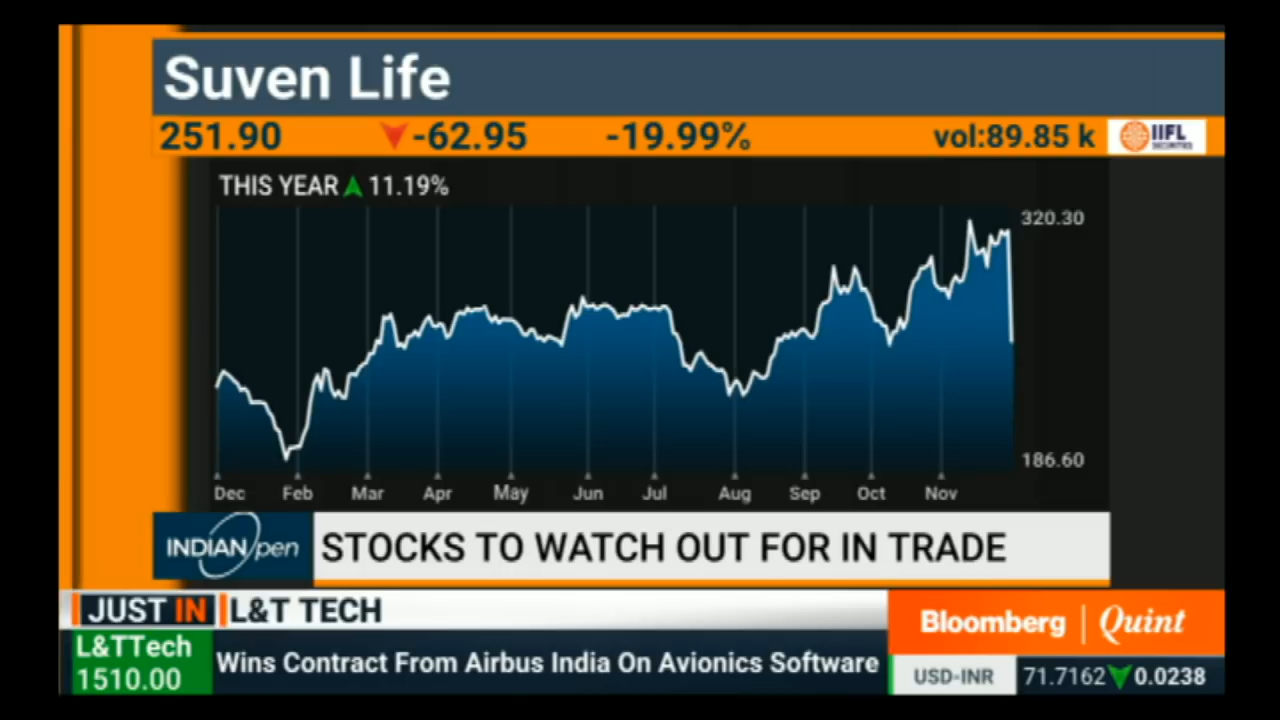 Suven Life
251.90 -62.95 -19.99% vol:89.85 k IIFL
SECURITIES
THIS YEAR 11.19%
320.30
186.60
Dec Feb Mar Apr May Jun Jul Aug Sep Oct Nov
INDIAN pen STOCKS TO WATCH OUT FOR IN TRADE
JUST IN L&T TECH
L&TTech
1510.00
Wins Contract From Airbus India On Avionics Software
Bloomberg | Quint
USD-INR 71.7162 0.0238